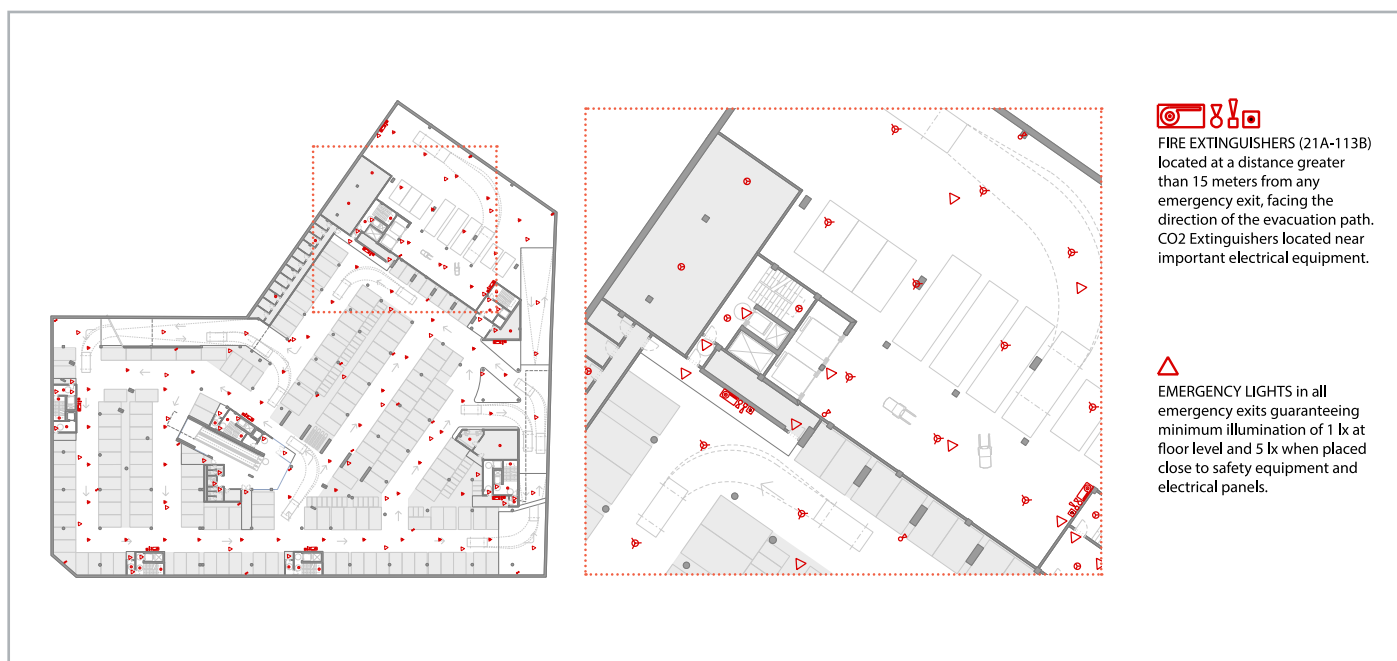 FIRE EXTINGUISHERS (21A-113B)
located at a distance greater
than 15 meters from any
emergency exit, facing the
direction of the evacuation path.
CO2 Extinguishers located near
important electrical equipment.
EMERGENCY LIGHTS in all
emergency exits guaranteeing
minimum illumination of 1 lx at
floor level and 5 lx when placed
close to safety equipment and
electrical panels.